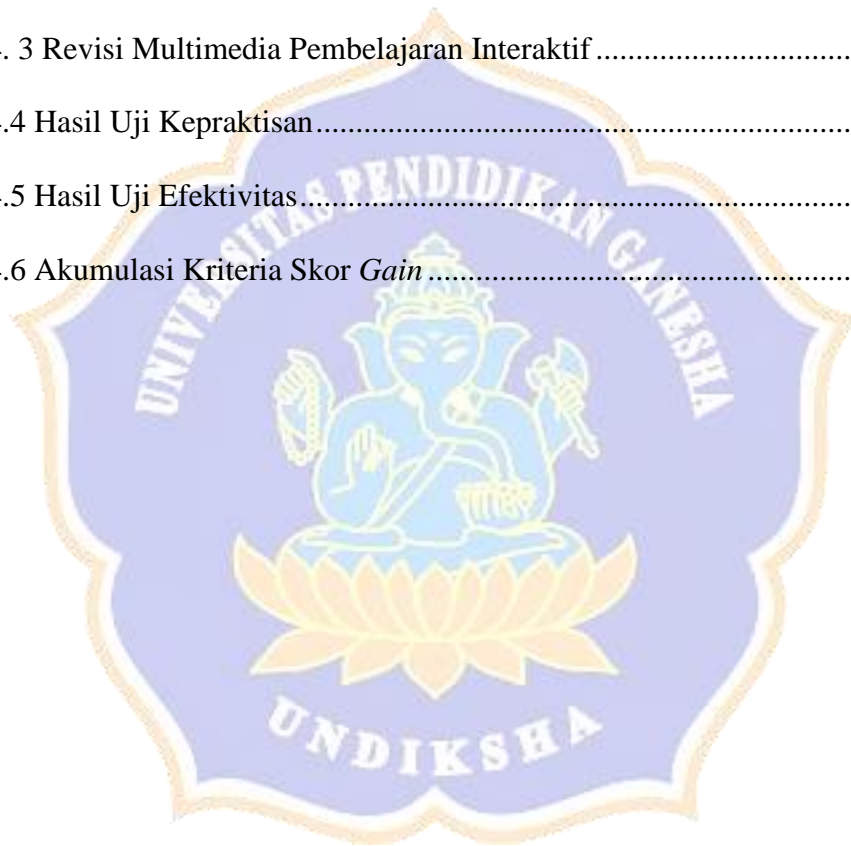 . 3 Revisi Multimedia Pembelajaran Interaktif ...............................
.4 Hasil Uji Kepraktisan..................................................................
.5 Hasil Uji Efektivitas....................................................................
.6 Akumulasi Kriteria Skor Gain ....................................................
UNIVERSITAS PENDIDIKAN GANESHA
UNDIKSHA